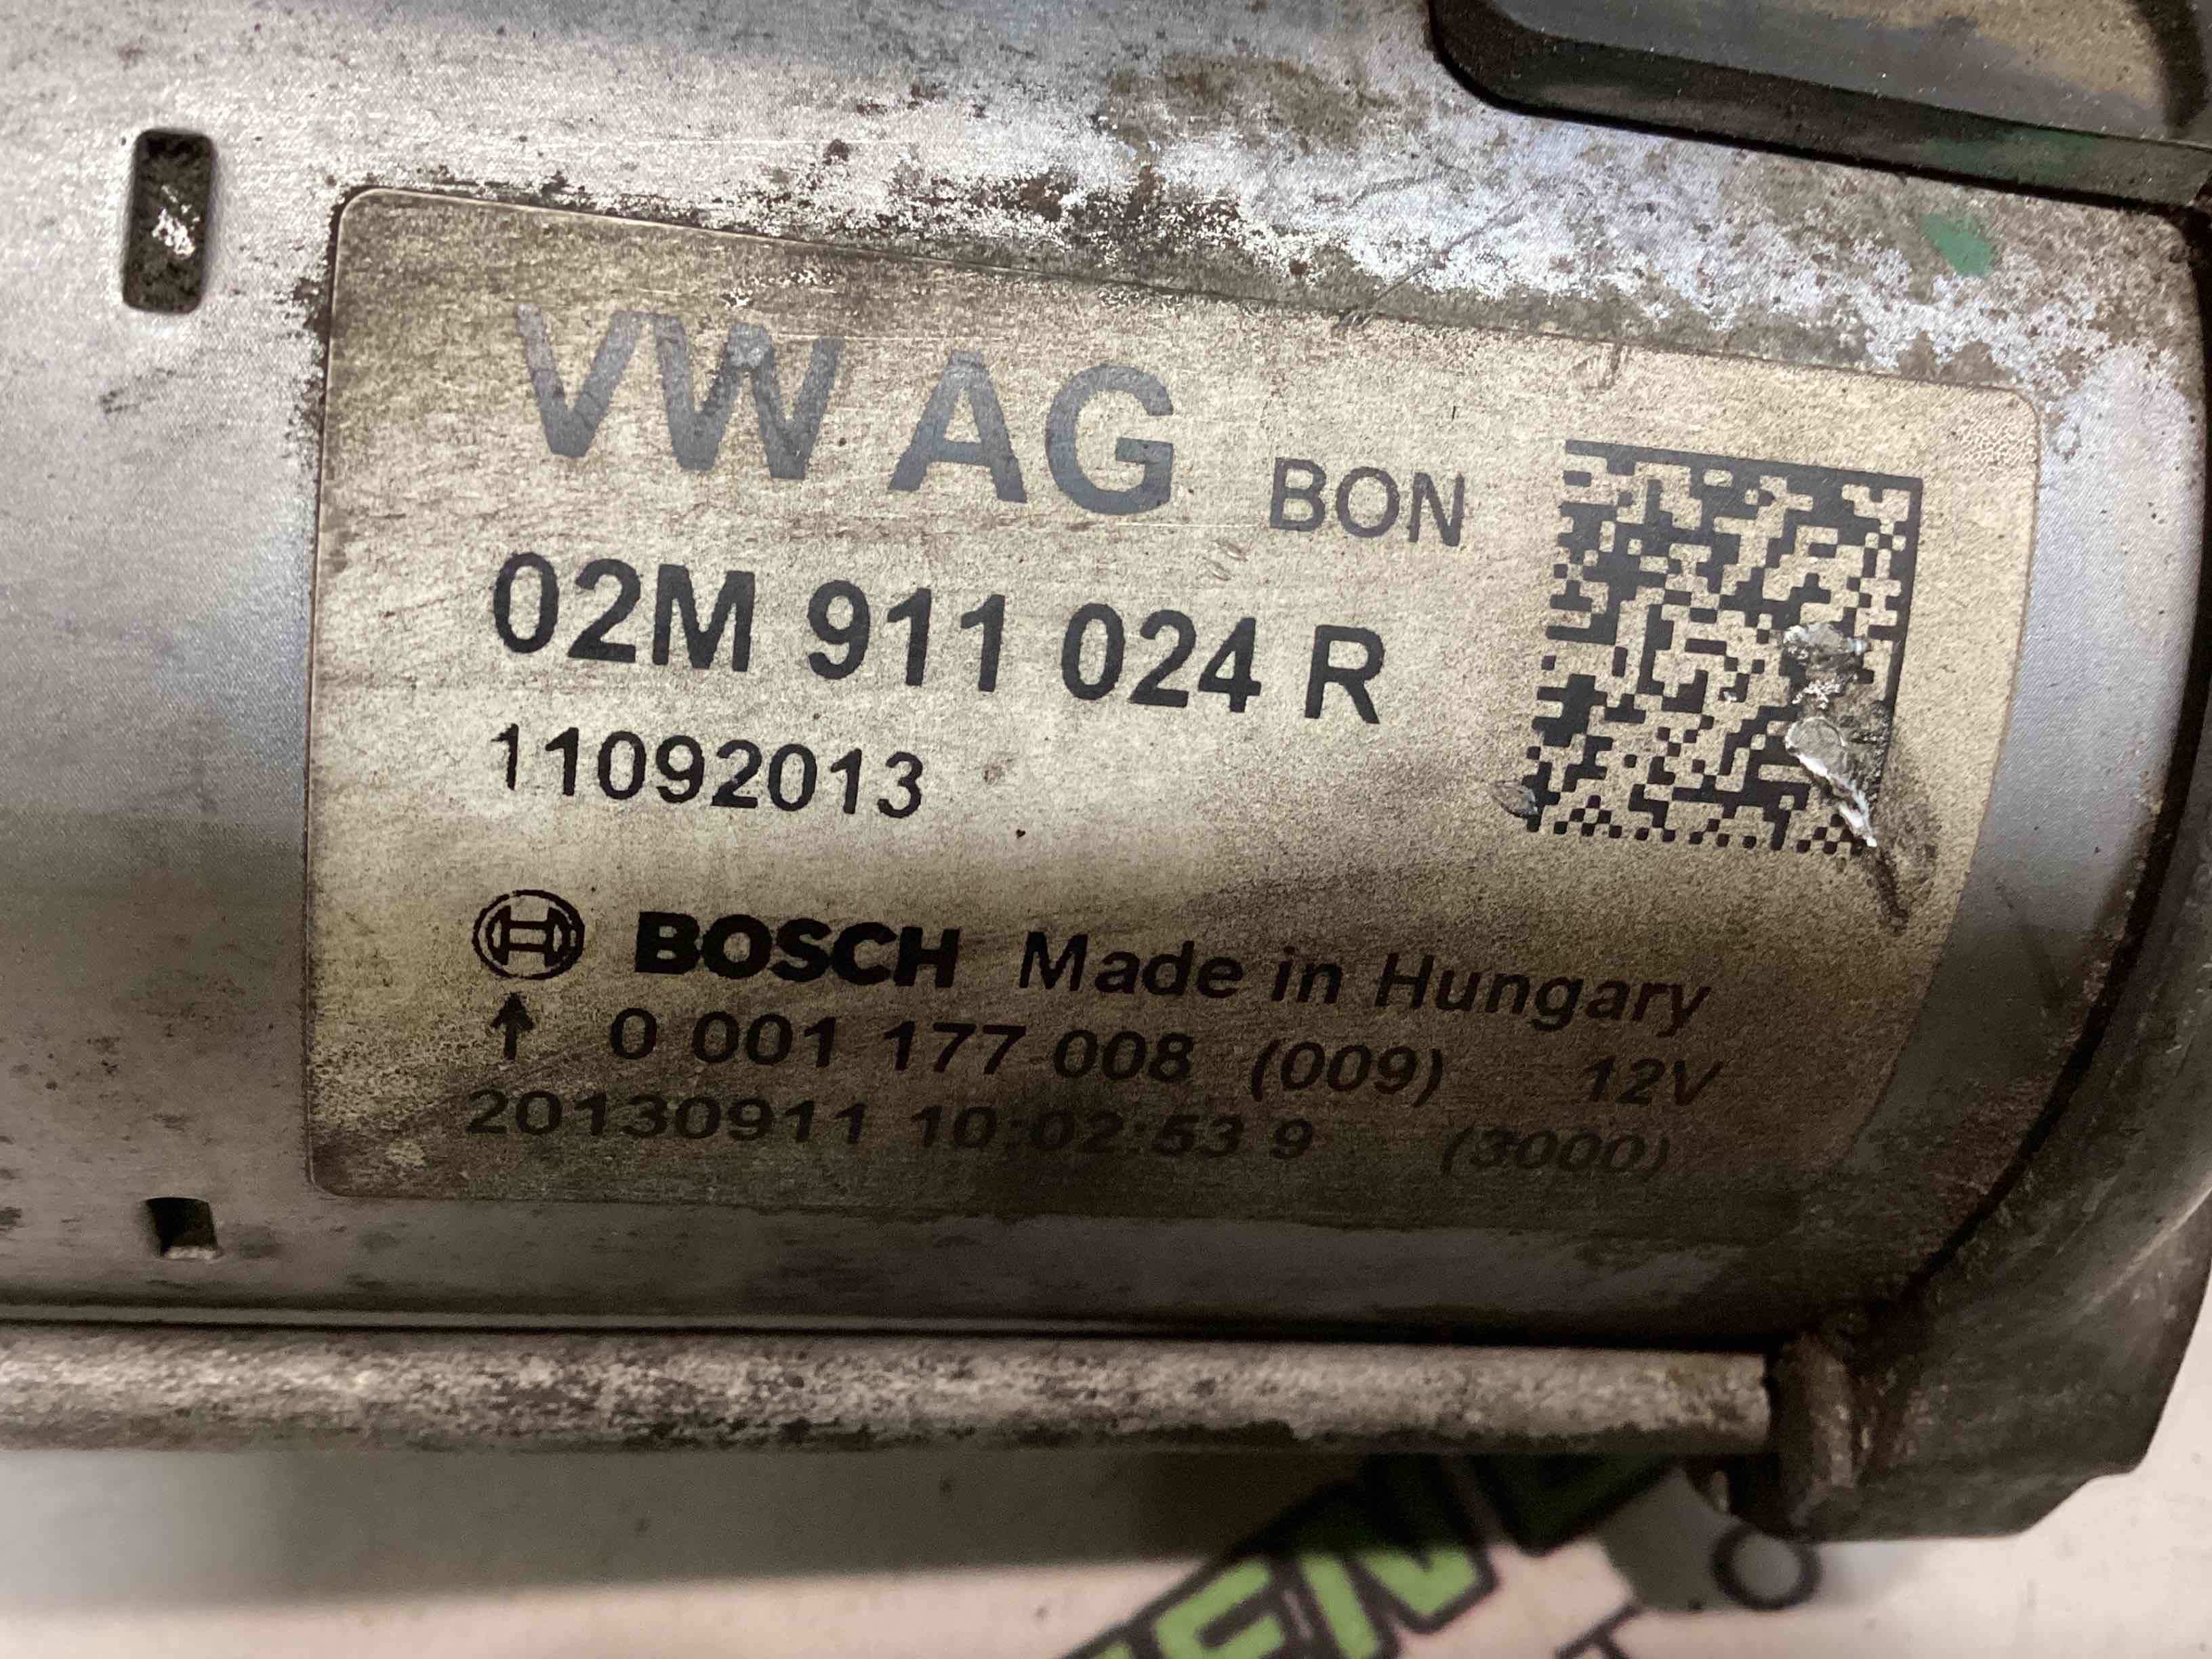 VW AG BON
02M 911 024 R
11092013
BOSCH Made in Hungary
↑ 0 001 177 008 (009) 12V
20130911 10:02:53 9 (3000)